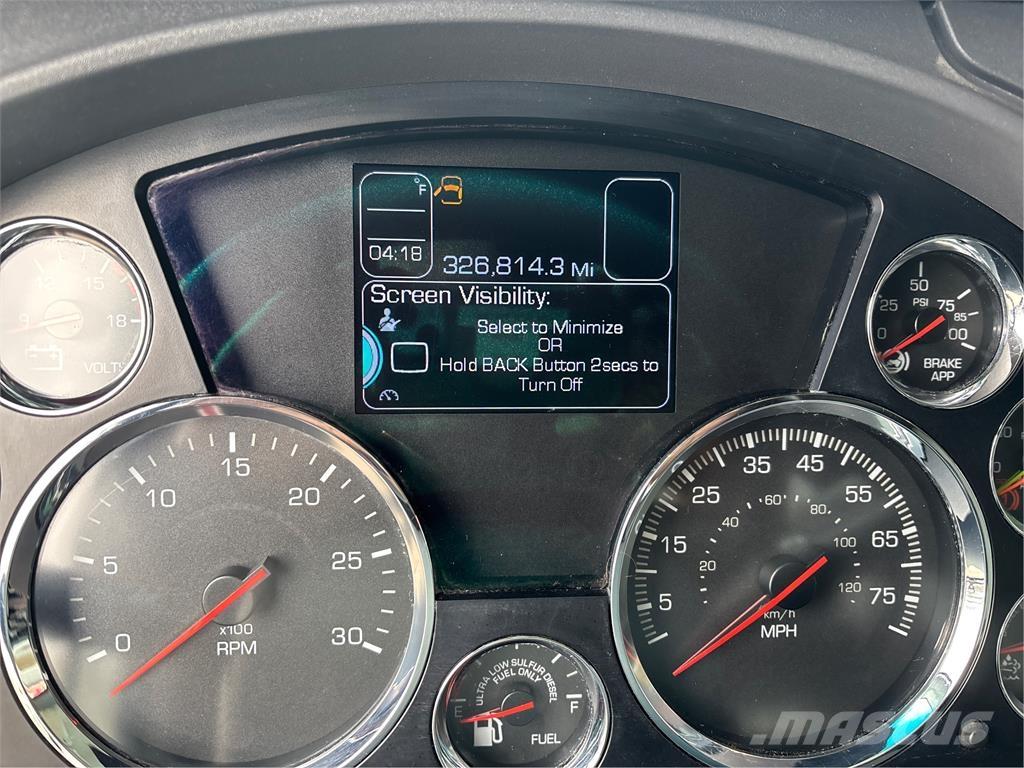 °F
04:18
326,814.3 Mi
Screen Visibility:
Select to Minimize
OR
Hold BACK Button 2secs to
Turn Off
9 12 15 18
VOLTS
0 25 50 75 85 100
PSI
BRAKE
APP
0 5 10 15 20 25 30
x100
RPM
5 15 25 35 45 55 65 75
20 40 60 80 100 120
km/h
MPH
ULTRA LOW SULFUR DIESEL
FUEL ONLY
E F
FUEL
MASCUS